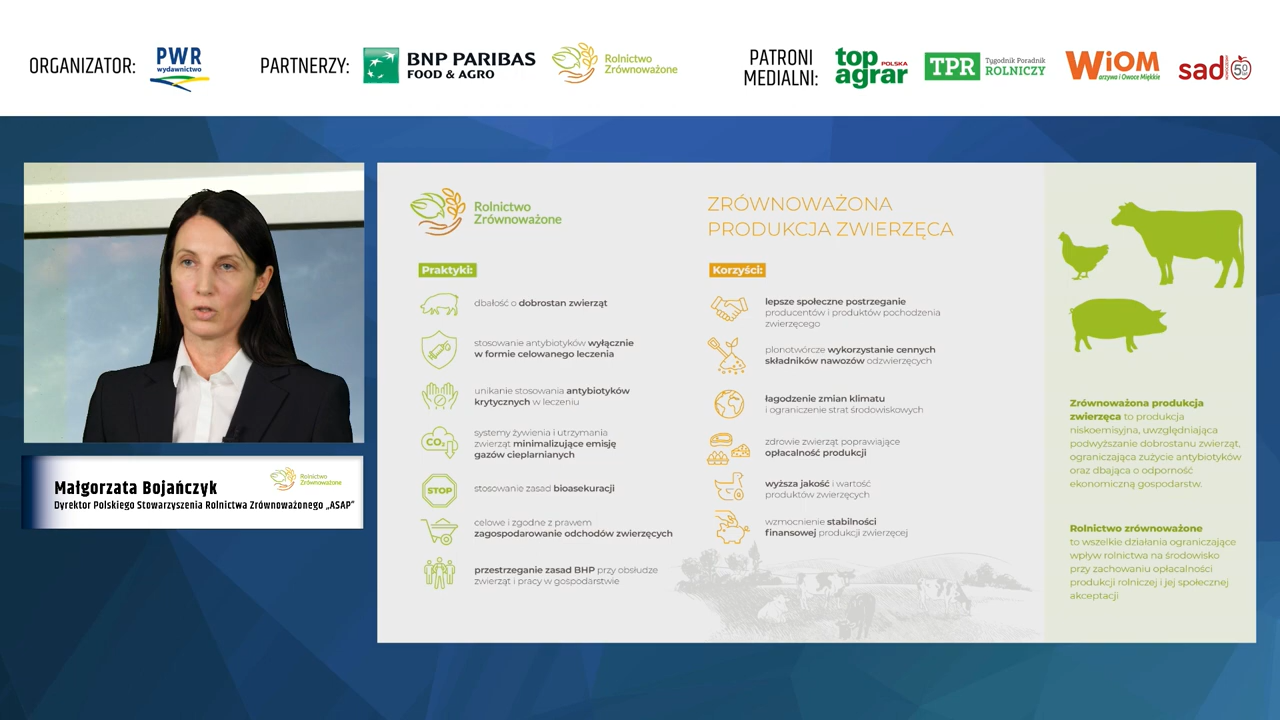 ORGANIZATOR:
PWR
wydawnictwo
PARTNERZY:
BNP PARIBAS
FOOD & AGRO
Rolnictwo
Zrównoważone
PATRONI
MEDIALNI:
top
agrar
POLSKA
TPR
Tygodnik Poradnik
ROLNICZY
WiOM
arzywa i Owoce Miękkie
sad
Rolnictwo
Zrównoważone
ZRÓWNOWAŻONA
PRODUKCJA ZWIERZĘCA
Praktyki:
dbałość o dobrostan zwierząt
stosowanie antybiotyków wyłącznie
w formie celowanego leczenia
unikanie stosowania antybiotyków
krytycznych w leczeniu
CO₂
systemy żywienia i utrzymania
zwierząt minimalizujące emisję
gazów cieplarnianych
STOP
stosowanie zasad bioasekuracji
celowe i zgodne z prawem
zagospodarowanie odchodów zwierzęcych
przestrzeganie zasad BHP przy obsłudze
zwierząt i pracy w gospodarstwie
Korzyści:
lepsze społeczne postrzeganie
producentów i produktów pochodzenia
zwierzęcego
plonotwórcze wykorzystanie cennych
składników nawozów odzwierzęcych
łagodzenie zmian klimatu
i ograniczenie strat środowiskowych
zdrowie zwierząt poprawiające
opłacalność produkcji
wyższa jakość i wartość
produktów zwierzęcych
wzmocnienie stabilności
finansowej produkcji zwierzęcej
Zrównoważona produkcja
zwierzęca to produkcja
niskoemisyjna, uwzględniająca
podwyższanie dobrostanu zwierząt,
ograniczająca zużycie antybiotyków
oraz dbająca o odporność
ekonomiczną gospodarstw.
Rolnictwo zrównoważone
to wszelkie działania ograniczające
wpływ rolnictwa na środowisko
przy zachowaniu opłacalności
produkcji rolniczej i jej społecznej
akceptacji
Rolnictwo
Zrównoważone
Małgorzata Bojańczyk
Dyrektor Polskiego Stowarzyszenia Rolnictwa Zrównoważonego „ASAP”